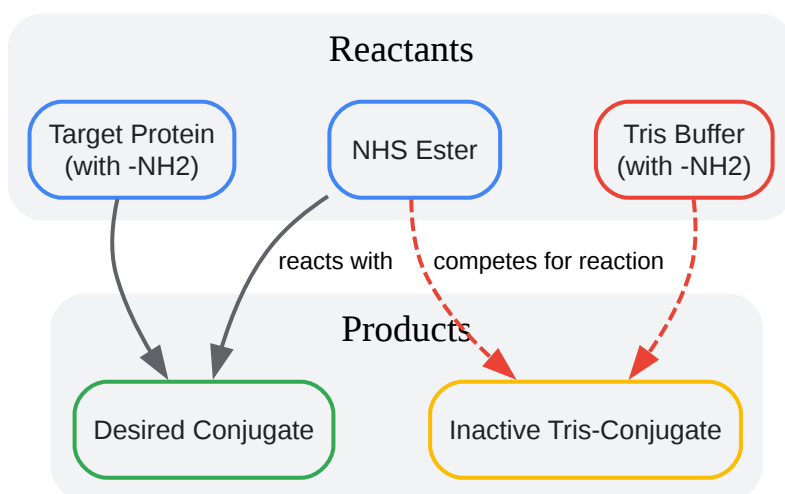 Reactants
Target Protein
(with -NH2)
NHS Ester
Tris Buffer
(with -NH2)
reacts with
competes for reaction
Products
Desired Conjugate
Inactive Tris-Conjugate